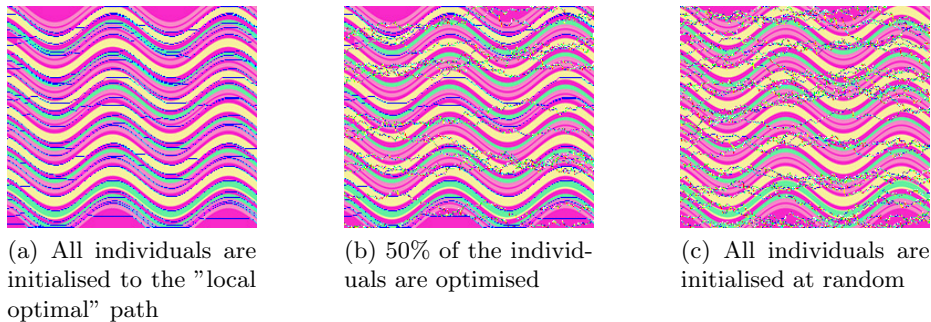 (a) All individuals are
initialised to the "local
optimal" path
(b) 50% of the individ-
uals are optimised
(c) All individuals are
initialised at random